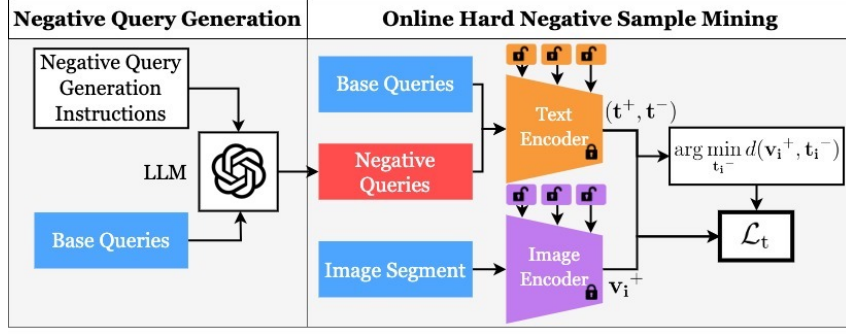 Negative Query Generation
Online Hard Negative Sample Mining
Negative Query
Generation
Instructions
LLM
Base Queries
Base Queries
Negative
Queries
Image Segment
Text
Encoder
Image
Encoder
(t⁺, t⁻)
vᵢ⁺
arg min d(vᵢ⁺, tᵢ⁻)
tᵢ⁻
ℒₜ